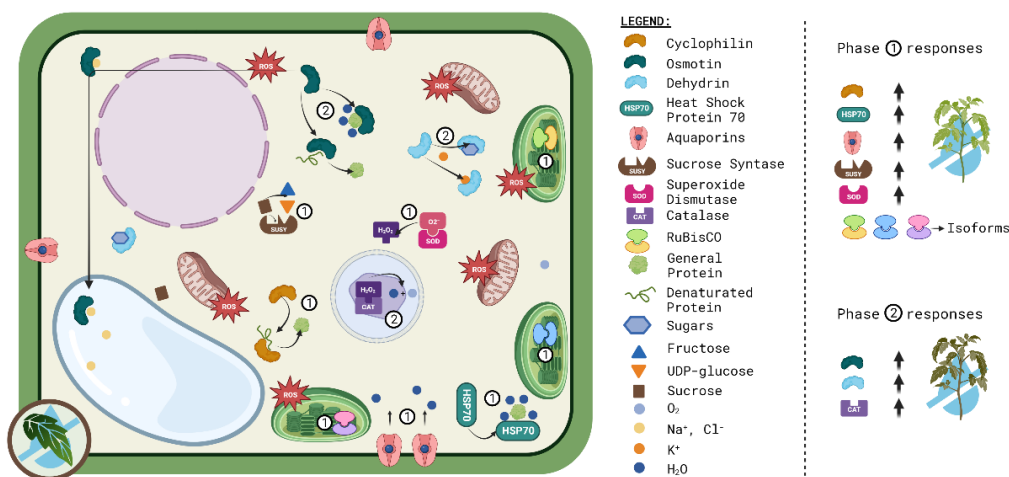 ROS
ROS
2
2
1
ROS
1
SUSY
1
H₂O₂
O2⁻
SOD
ROS
ROS
H₂O₂
+
CAT
2
1
1
ROS
1
1
HSP70
1
HSP70
LEGEND:
Cyclophilin
Osmotin
Dehydrin
HSP70 Heat Shock
Protein 70
Aquaporins
SUSY Sucrose Syntase
SOD Superoxide
Dismutase
CAT Catalase
RuBisCO
General
Protein
Denaturated
Protein
Sugars
Fructose
UDP-glucose
Sucrose
O₂
Na⁺, Cl⁻
K⁺
H₂O
Phase 1 responses
HSP70
SUSY
SOD
Isoforms
Phase 2 responses
CAT